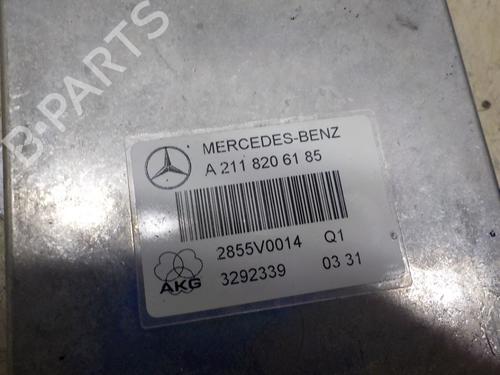 B-PARTS
MERCEDES-BENZ
A 211 820 61 85
2855V0014 Q1
AKG
3292339 03 31